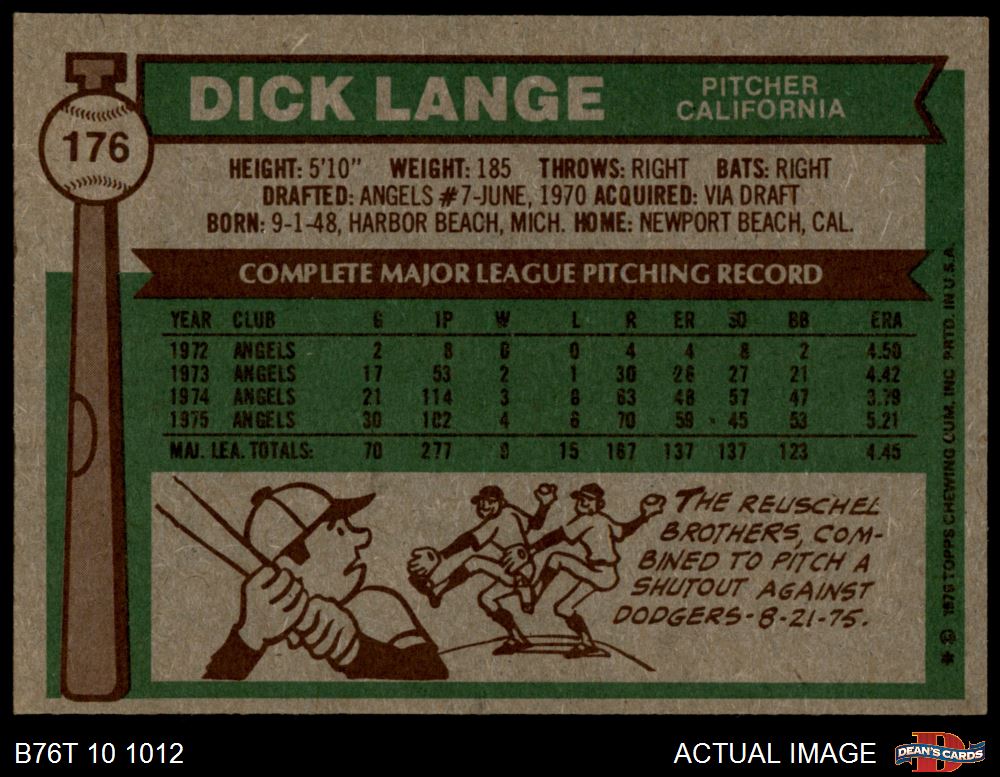 176
DICK LANGE
PITCHER
CALIFORNIA
HEIGHT: 5'10" WEIGHT: 185 THROWS: RIGHT BATS: RIGHT
DRAFTED: ANGELS #7-JUNE, 1970 ACQUIRED: VIA DRAFT
BORN: 9-1-48, HARBOR BEACH, MICH. HOME: NEWPORT BEACH, CAL.
COMPLETE MAJOR LEAGUE PITCHING RECORD
YEAR CLUB G IP W L R ER SO BB ERA
1972 ANGELS 2 8 0 0 4 4 8 2 4.50
1973 ANGELS 17 53 2 1 30 26 27 21 4.42
1974 ANGELS 21 114 3 8 63 48 57 47 3.79
1975 ANGELS 30 102 4 6 70 59 45 53 5.21
MAJ. LEA. TOTALS: 70 277 9 15 167 137 137 123 4.45
THE REUSCHEL
BROTHERS, COM-
BINED TO PITCH A
SHUTOUT AGAINST
DODGERS-8-21-75.
* © 1976 TOPPS CHEWING GUM, INC. PRTD. IN U.S.A.
B76T 10 1012
ACTUAL IMAGE
D
DEAN'S CARDS